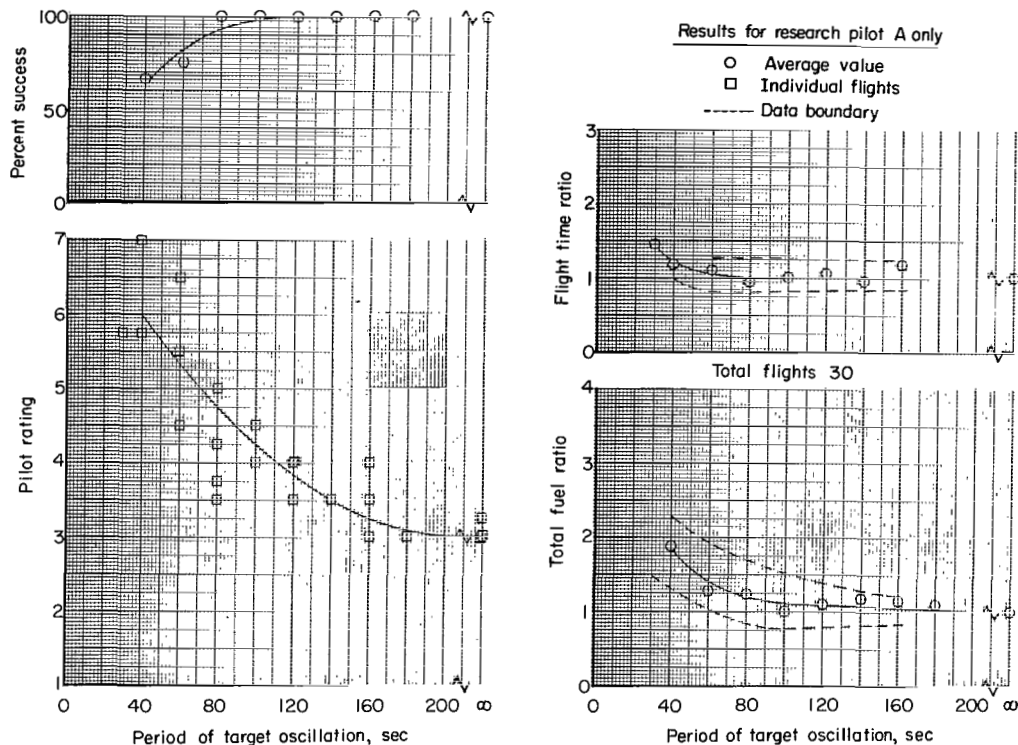 Results for research pilot A only
Average value
Individual flights
Data boundary
Percent success
100
50
0
Pilot rating
7
6
5
4
3
2
1
0 40 80 120 160 200 ∞
Period of target oscillation, sec
Flight time ratio
3
2
1
0
Total flights 30
Total fuel ratio
4
3
2
1
0
0 40 80 120 160 200 ∞
Period of target oscillation, sec